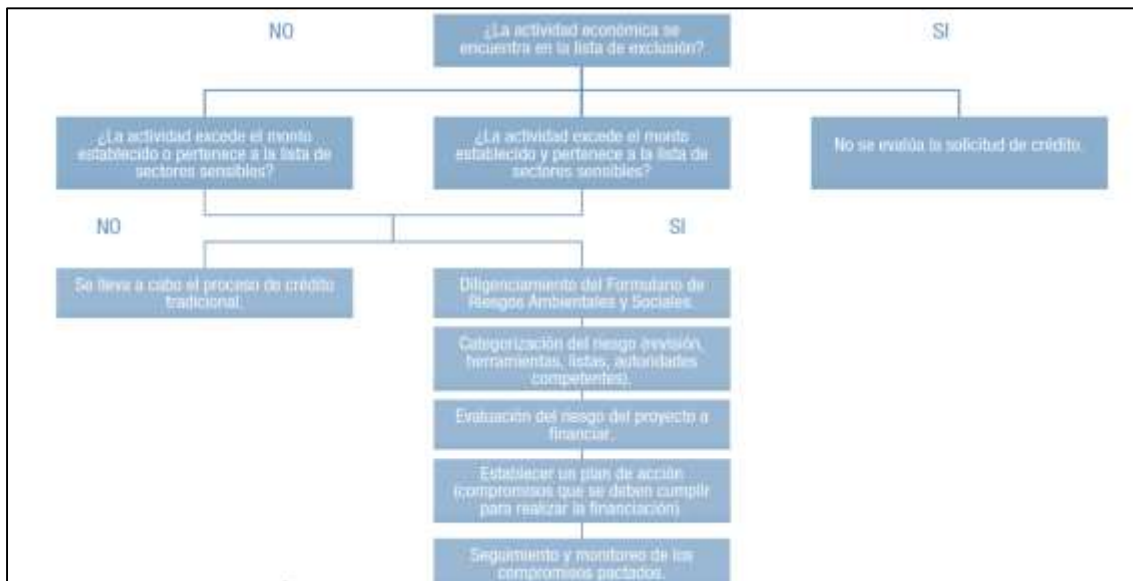 NO
¿La actividad económica se
encuentra en la lista de exclusión?
SI
¿La actividad excede el monto
establecido o pertenece a la lista de
sectores sensibles?
¿La actividad excede el monto
establecido y pertenece a la lista de
sectores sensibles?
No se evalúa la solicitud de crédito.
NO
SI
Se lleva a cabo el proceso de crédito
tradicional.
Diligenciamiento del Formulario de
Riesgos Ambientales y Sociales.
Categorización del riesgo (revisión,
herramientas, listas, autoridades
competentes).
Evaluación del riesgo del proyecto a
financiar.
Establecer un plan de acción
(compromisos que se deben cumplir
para realizar la financiación)
Seguimiento y monitoreo de los
compromisos pactados.